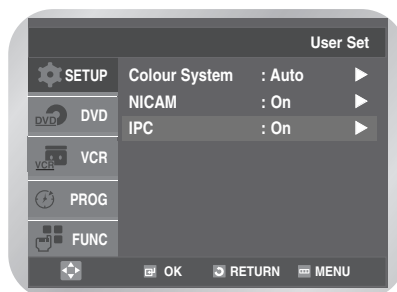 User Set
SETUP
Colour System : Auto
NICAM : On
DVD DVD
IPC : On
VCR VCR
PROG
FUNC
OK RETURN MENU